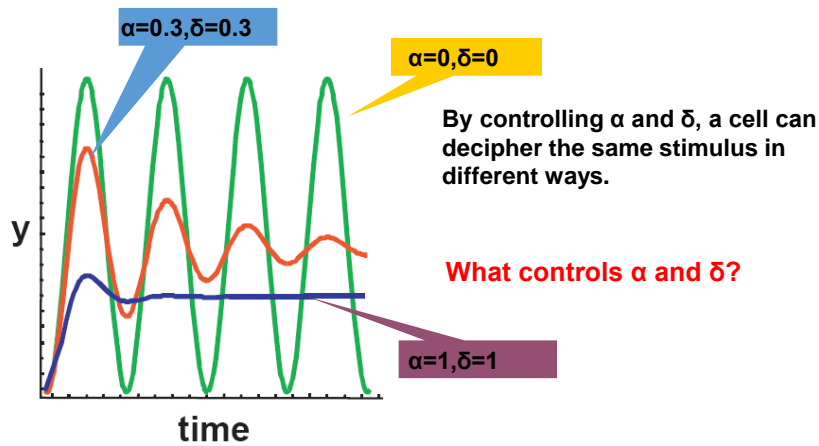 α=0.3,δ=0.3
α=0,δ=0
By controlling α and δ, a cell can
decipher the same stimulus in
different ways.
y
What controls α and δ?
α=1,δ=1
time